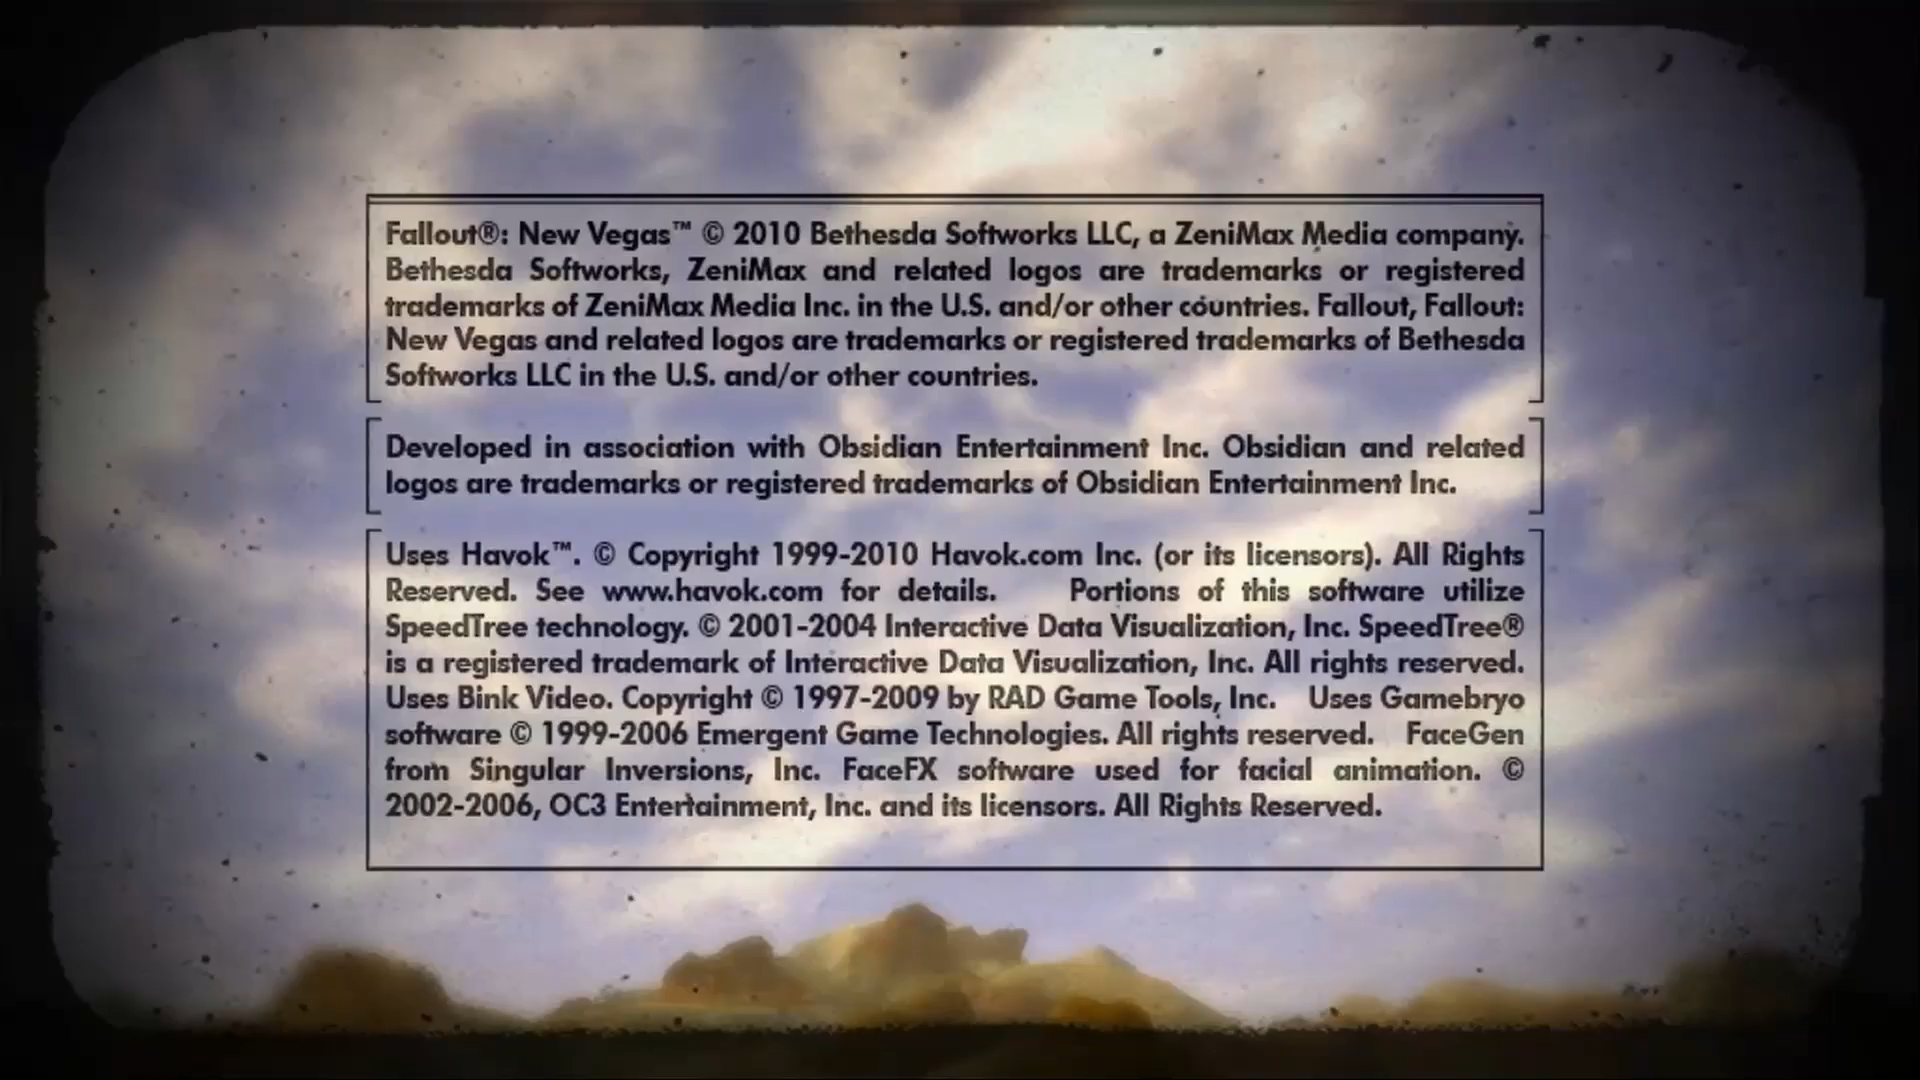 Fallout®: New Vegas™ © 2010 Bethesda Softworks LLC, a ZeniMax Media company.
Bethesda Softworks, ZeniMax and related logos are trademarks or registered
trademarks of ZeniMax Media Inc. in the U.S. and/or other countries. Fallout, Fallout:
New Vegas and related logos are trademarks or registered trademarks of Bethesda
Softworks LLC in the U.S. and/or other countries.
Developed in association with Obsidian Entertainment Inc. Obsidian and related
logos are trademarks or registered trademarks of Obsidian Entertainment Inc.
Uses Havok™. © Copyright 1999-2010 Havok.com Inc. (or its licensors). All Rights
Reserved. See www.havok.com for details. Portions of this software utilize
SpeedTree technology. © 2001-2004 Interactive Data Visualization, Inc. SpeedTree®
is a registered trademark of Interactive Data Visualization, Inc. All rights reserved.
Uses Bink Video. Copyright © 1997-2009 by RAD Game Tools, Inc. Uses Gamebryo
software © 1999-2006 Emergent Game Technologies. All rights reserved. FaceGen
from Singular Inversions, Inc. FaceFX software used for facial animation. ©
2002-2006, OC3 Entertainment, Inc. and its licensors. All Rights Reserved.